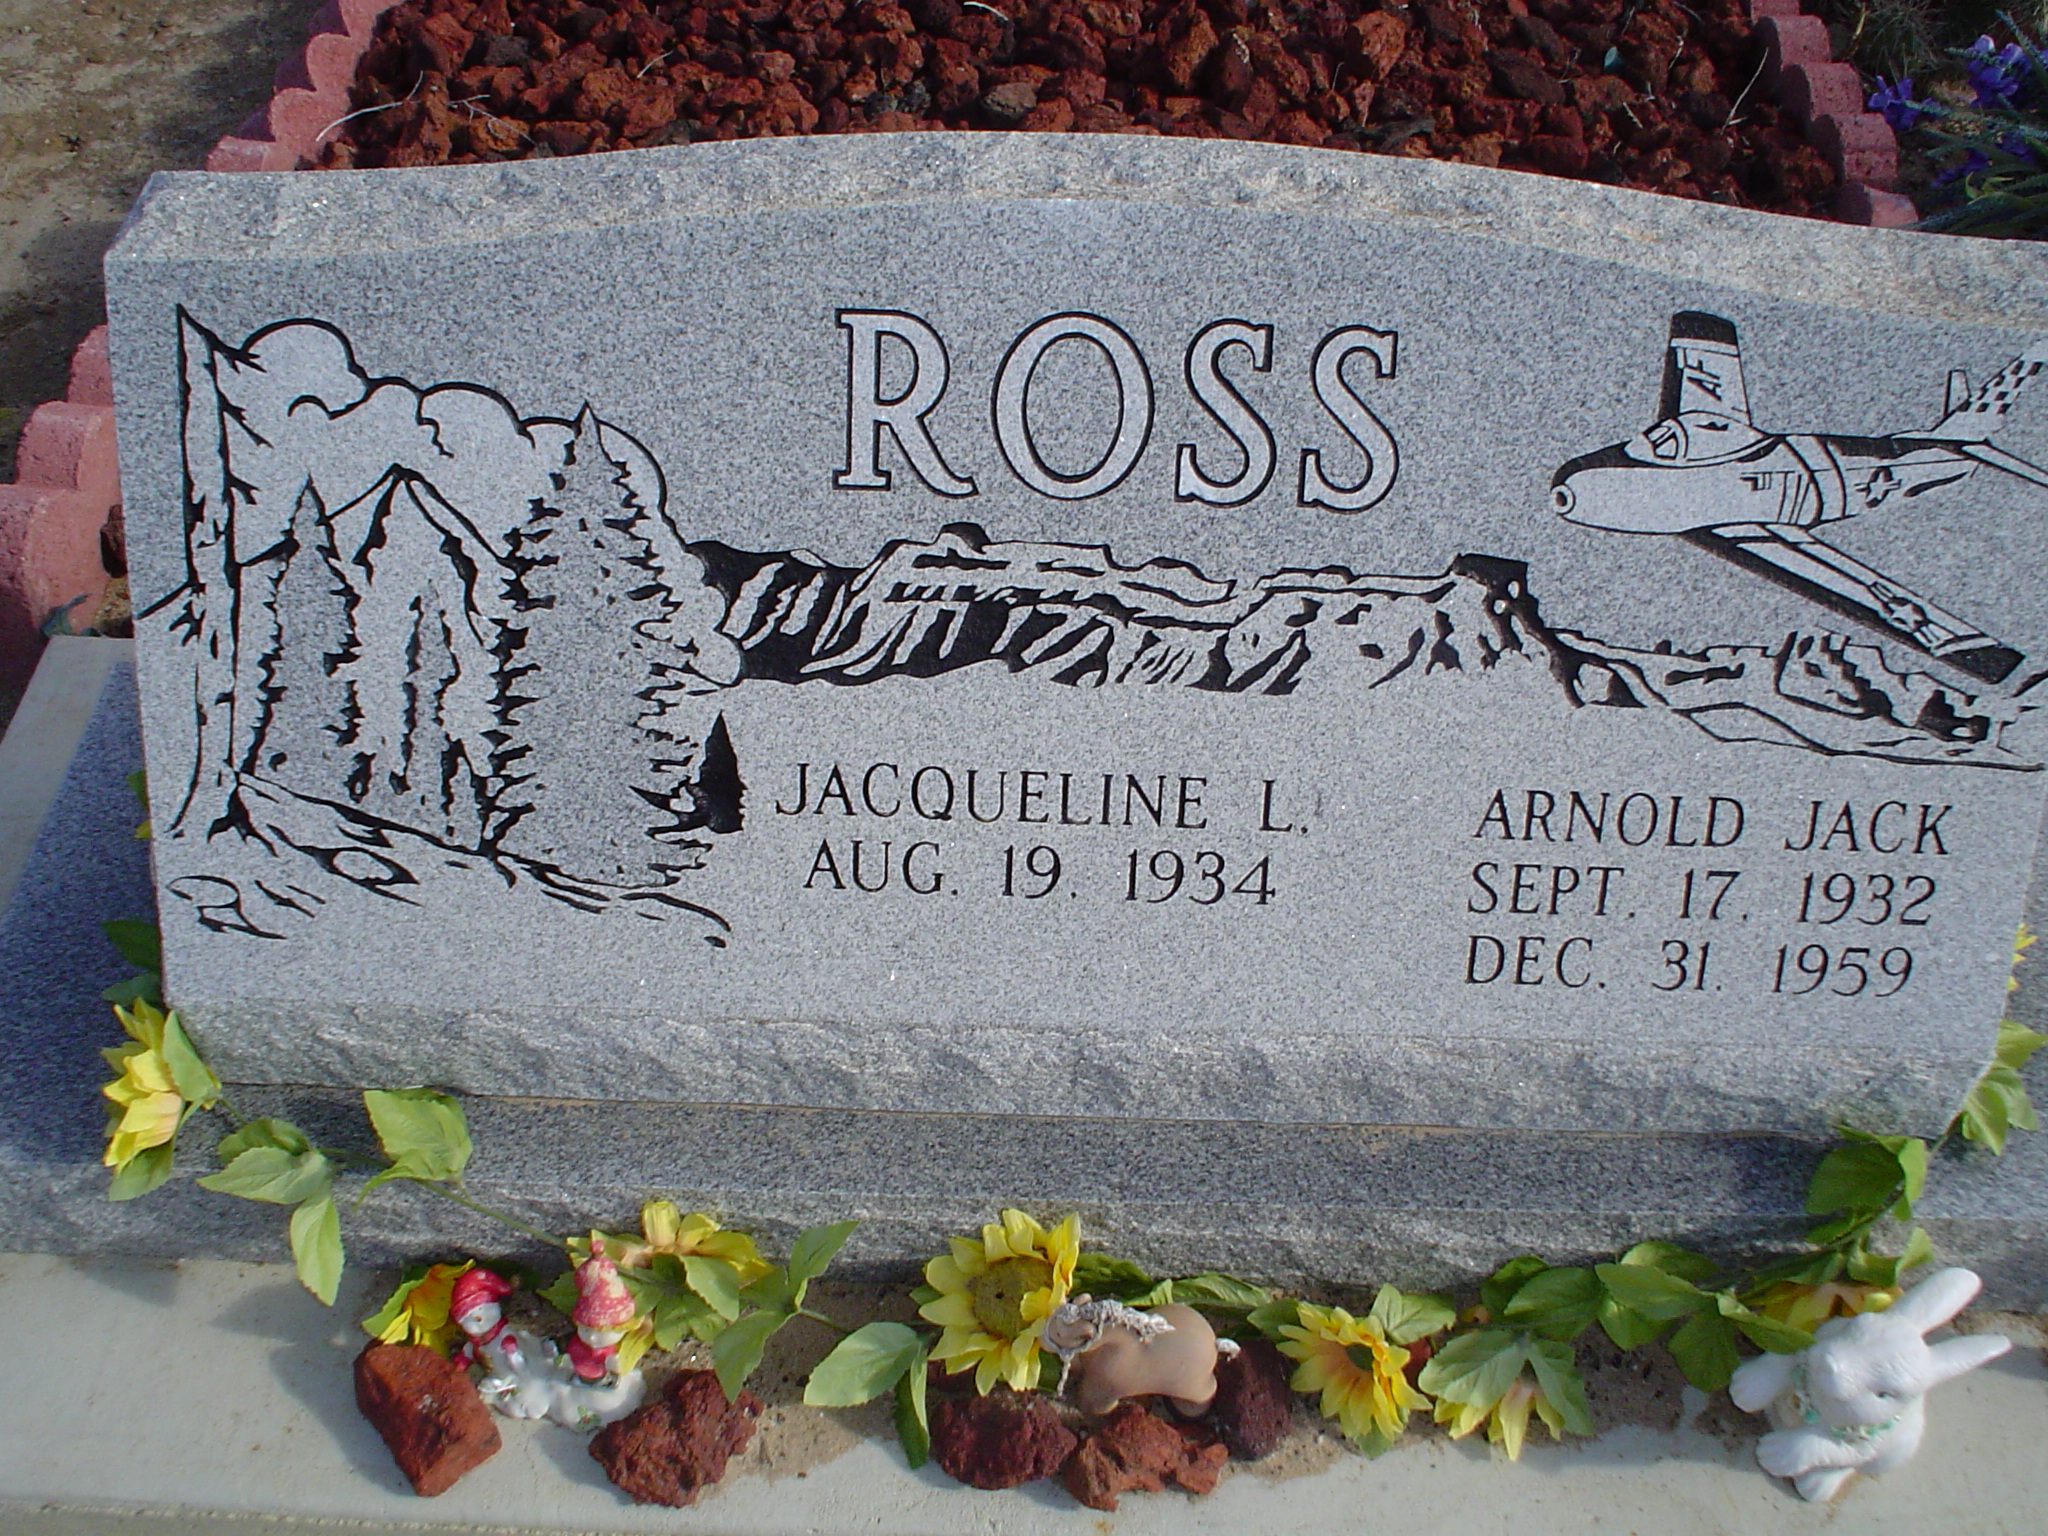 ROSS
AF
JACQUELINE L.
AUG. 19. 1934
ARNOLD JACK
SEPT. 17. 1932
DEC. 31. 1959